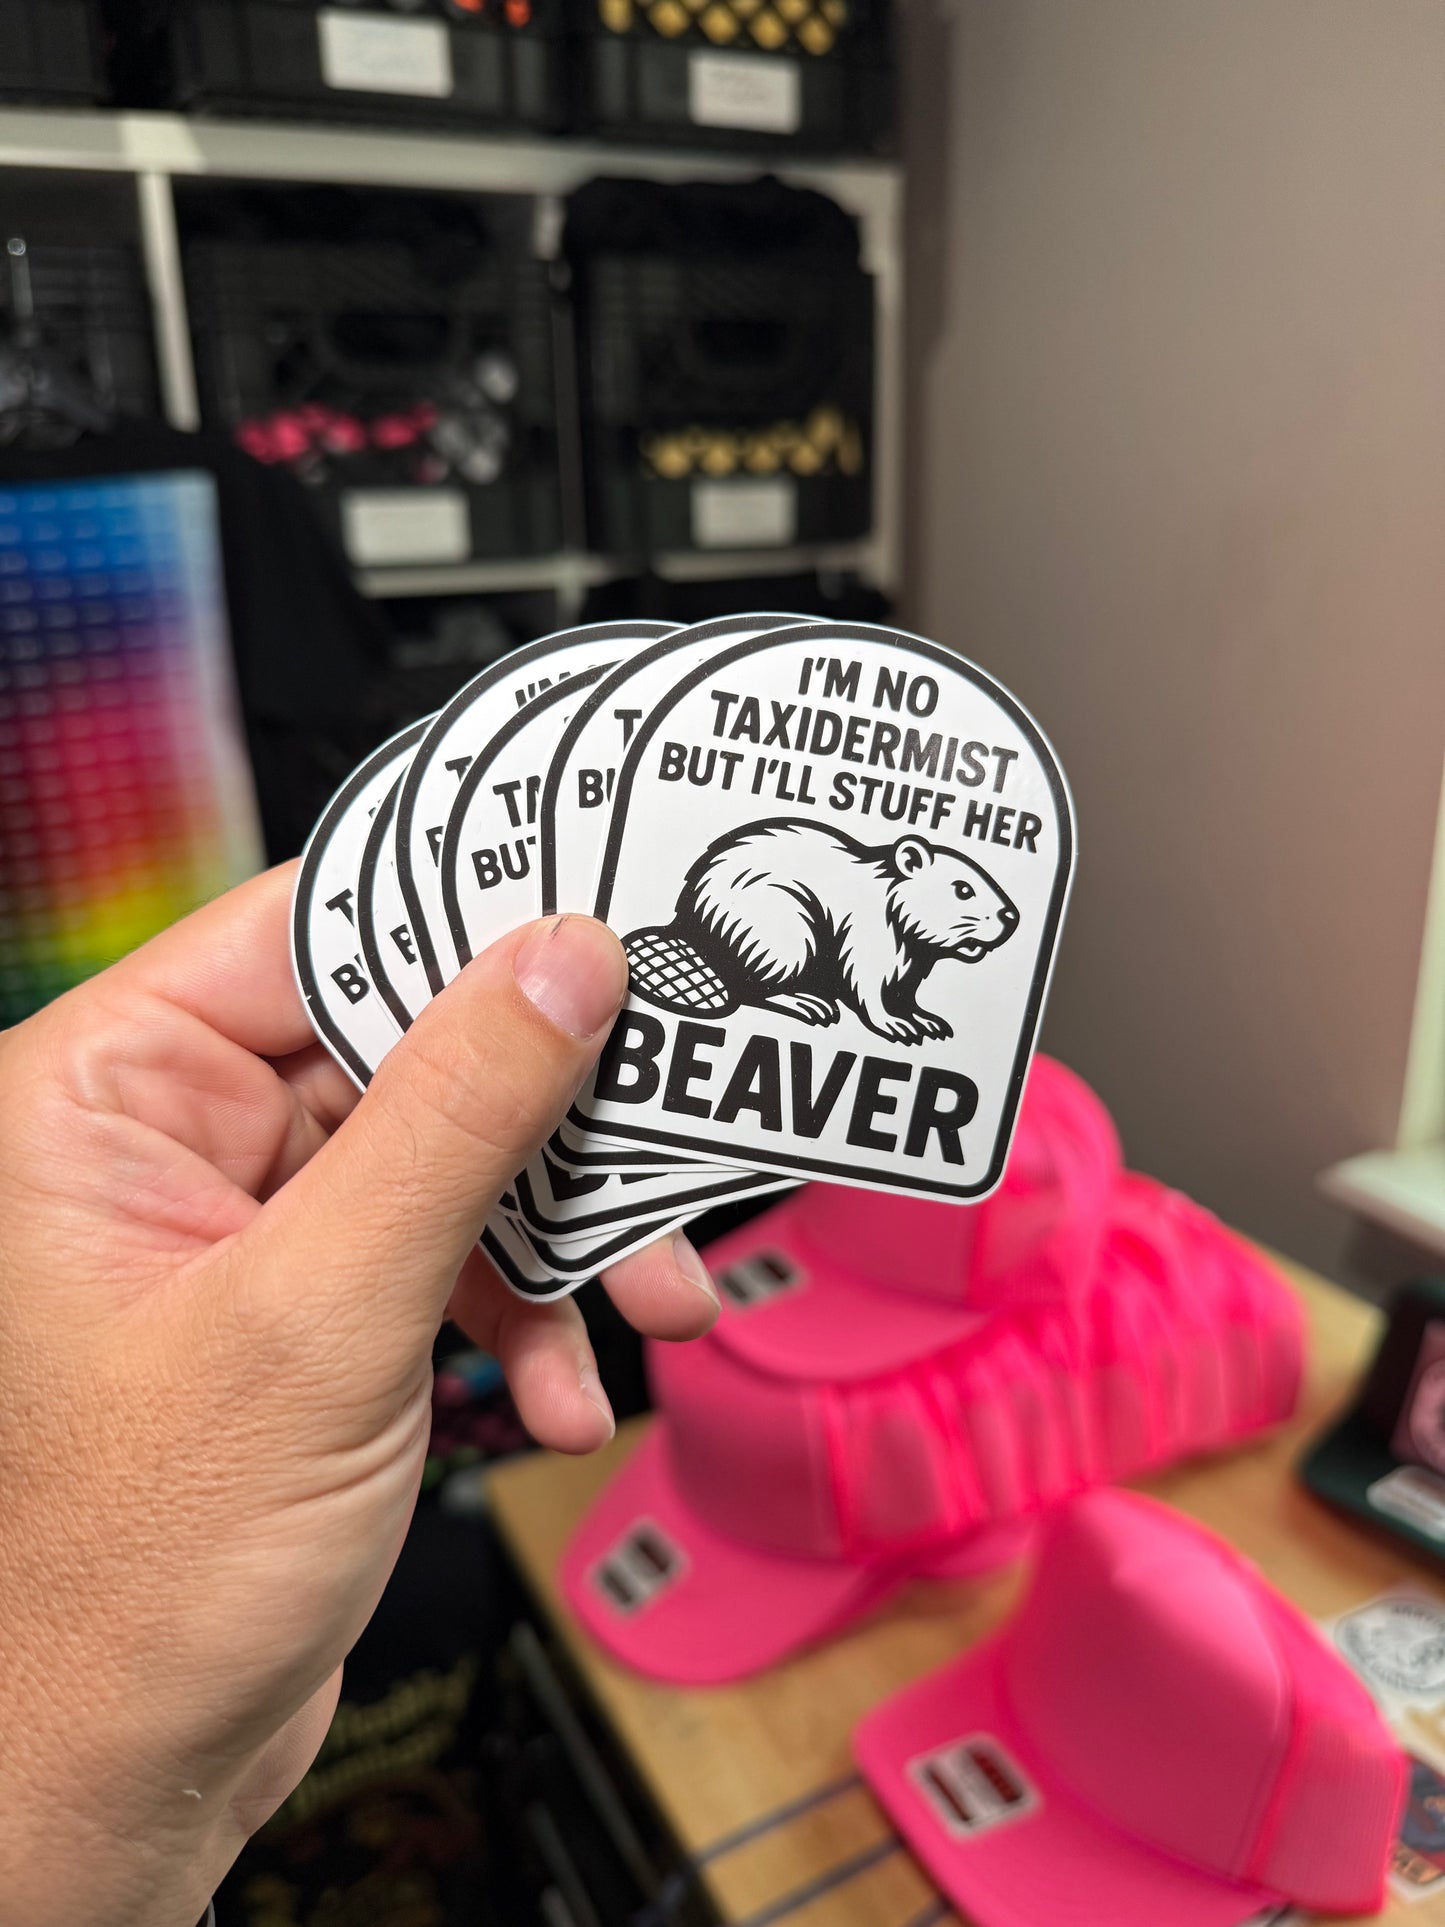 I'M NO
TAXIDERMIST
BUT I'LL STUFF HER
BEAVER